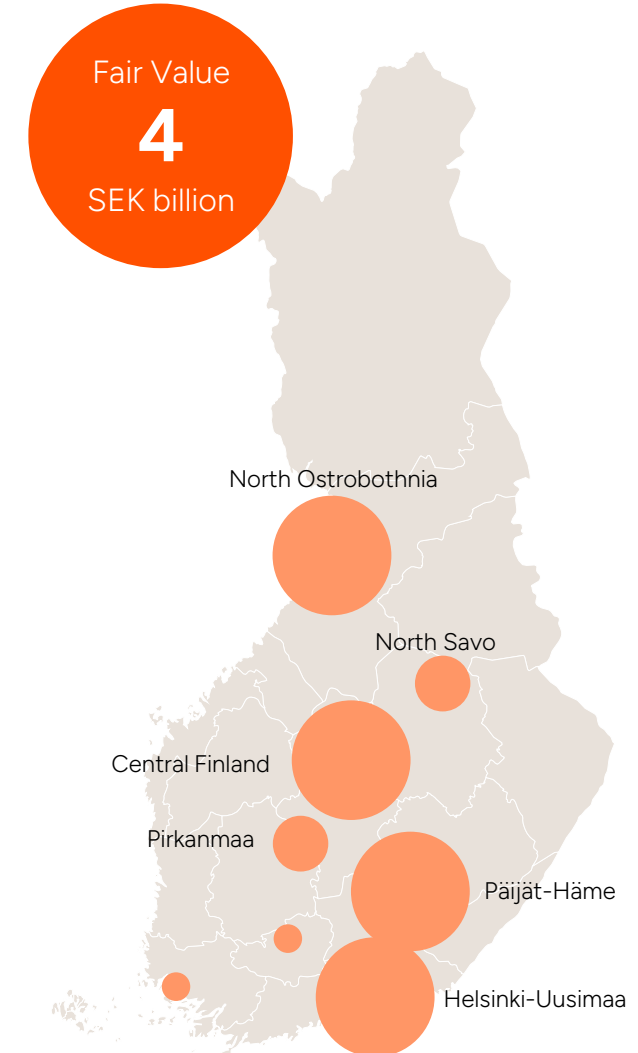 Fair Value
4
SEK billion
North Ostrobothnia
North Savo
Central Finland
Pirkanmaa
Päijät-Häme
Helsinki-Uusimaa